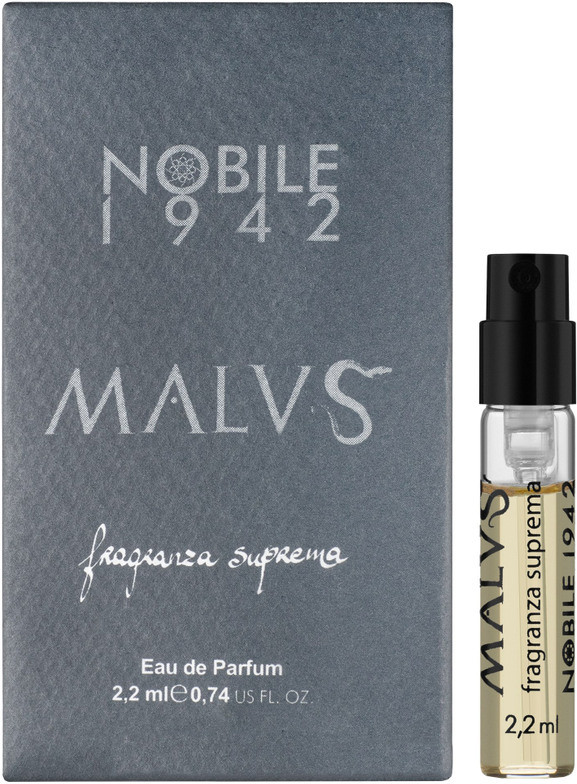 NOBILE
1942
MALVS
fragranza suprema
Eau de Parfum
2,2 ml℮0,74 US FL. OZ.
MALVS
fragranza suprema
NOBILE 1942
2,2 ml